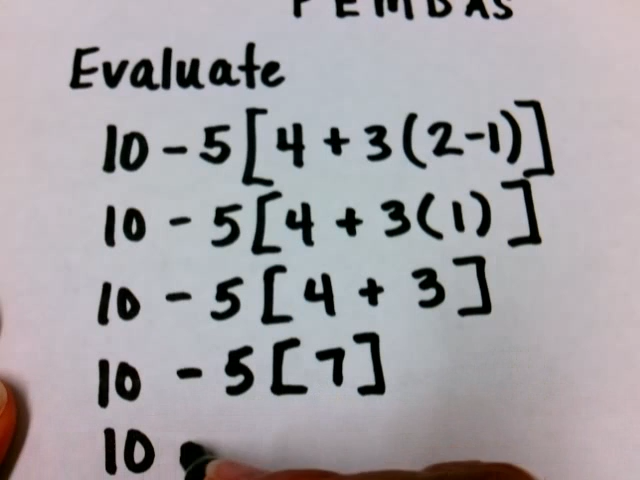 PEMDAS
Evaluate
10 - 5[4 + 3(2-1)]
10 - 5[4 + 3(1)]
10 - 5[4 + 3]
10 - 5[7]
10